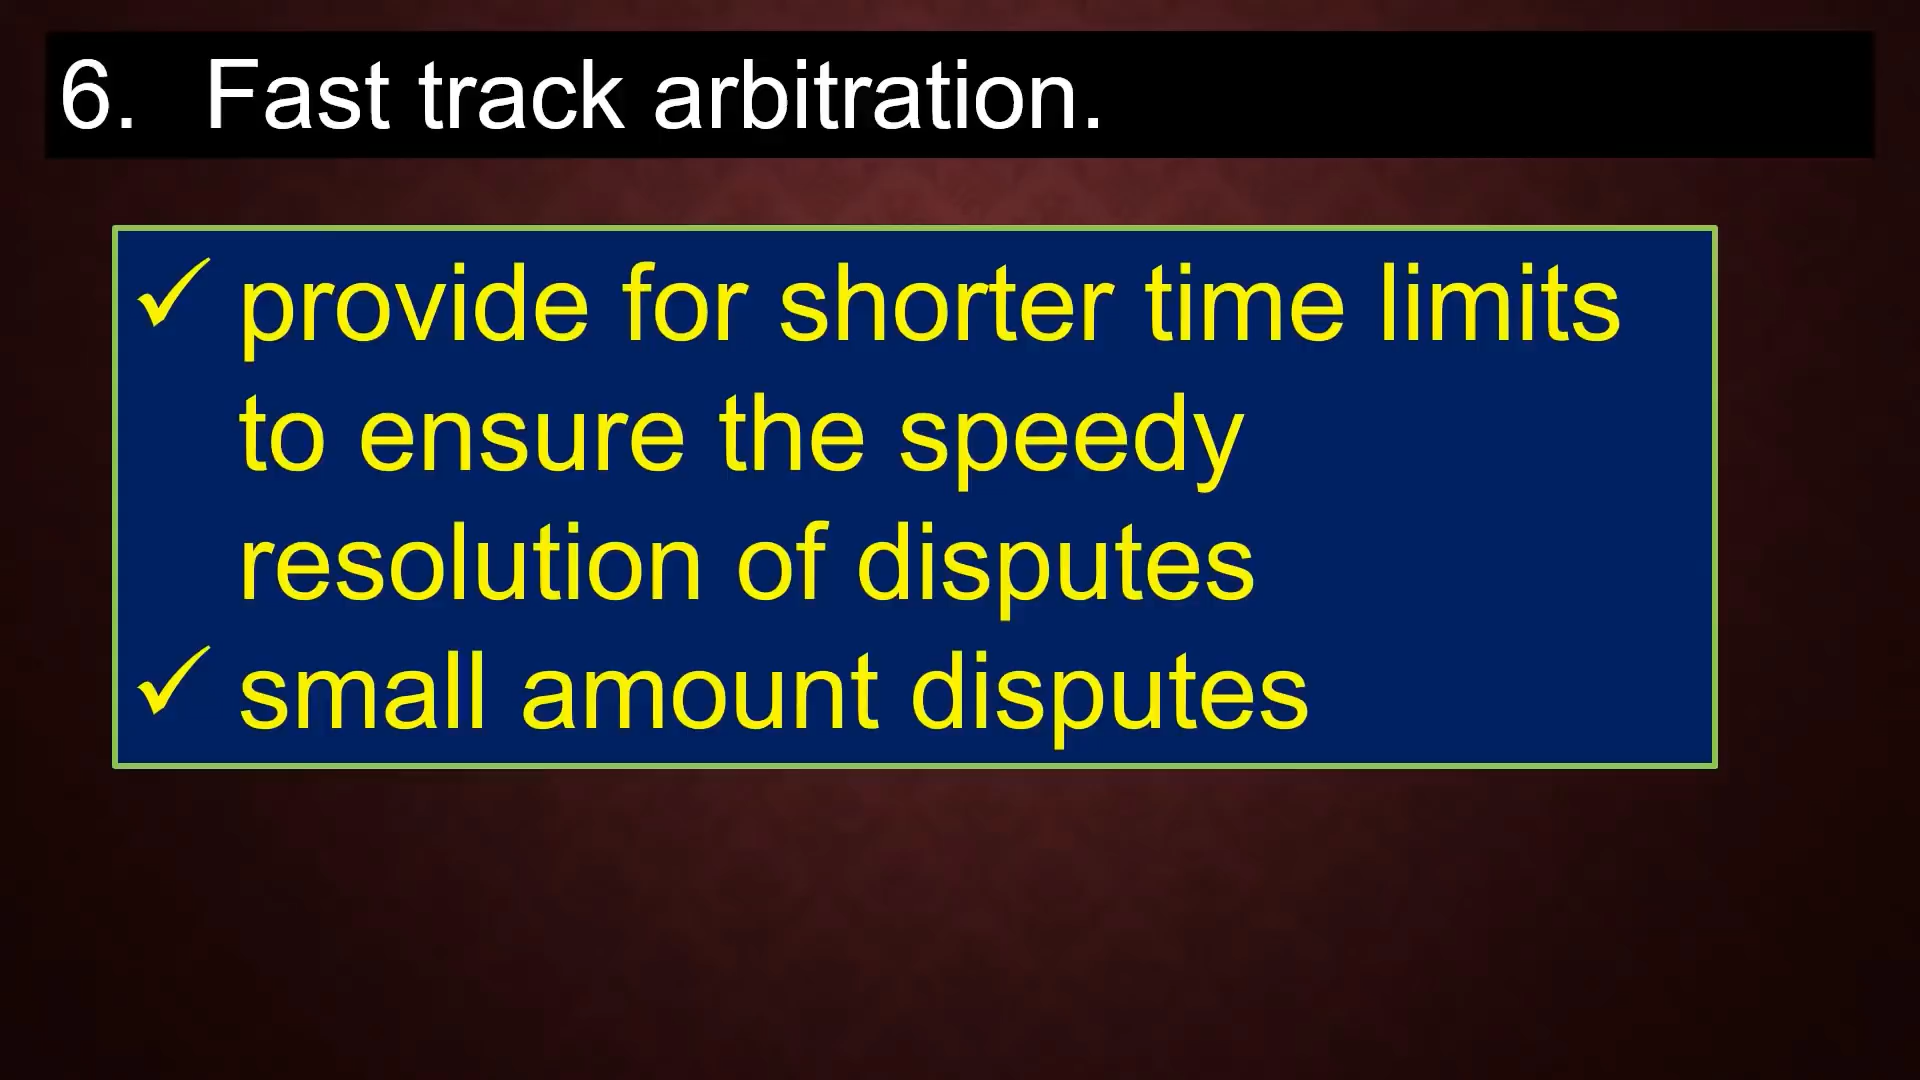 6. Fast track arbitration.
✓ provide for shorter time limits
to ensure the speedy
resolution of disputes
✓ small amount disputes